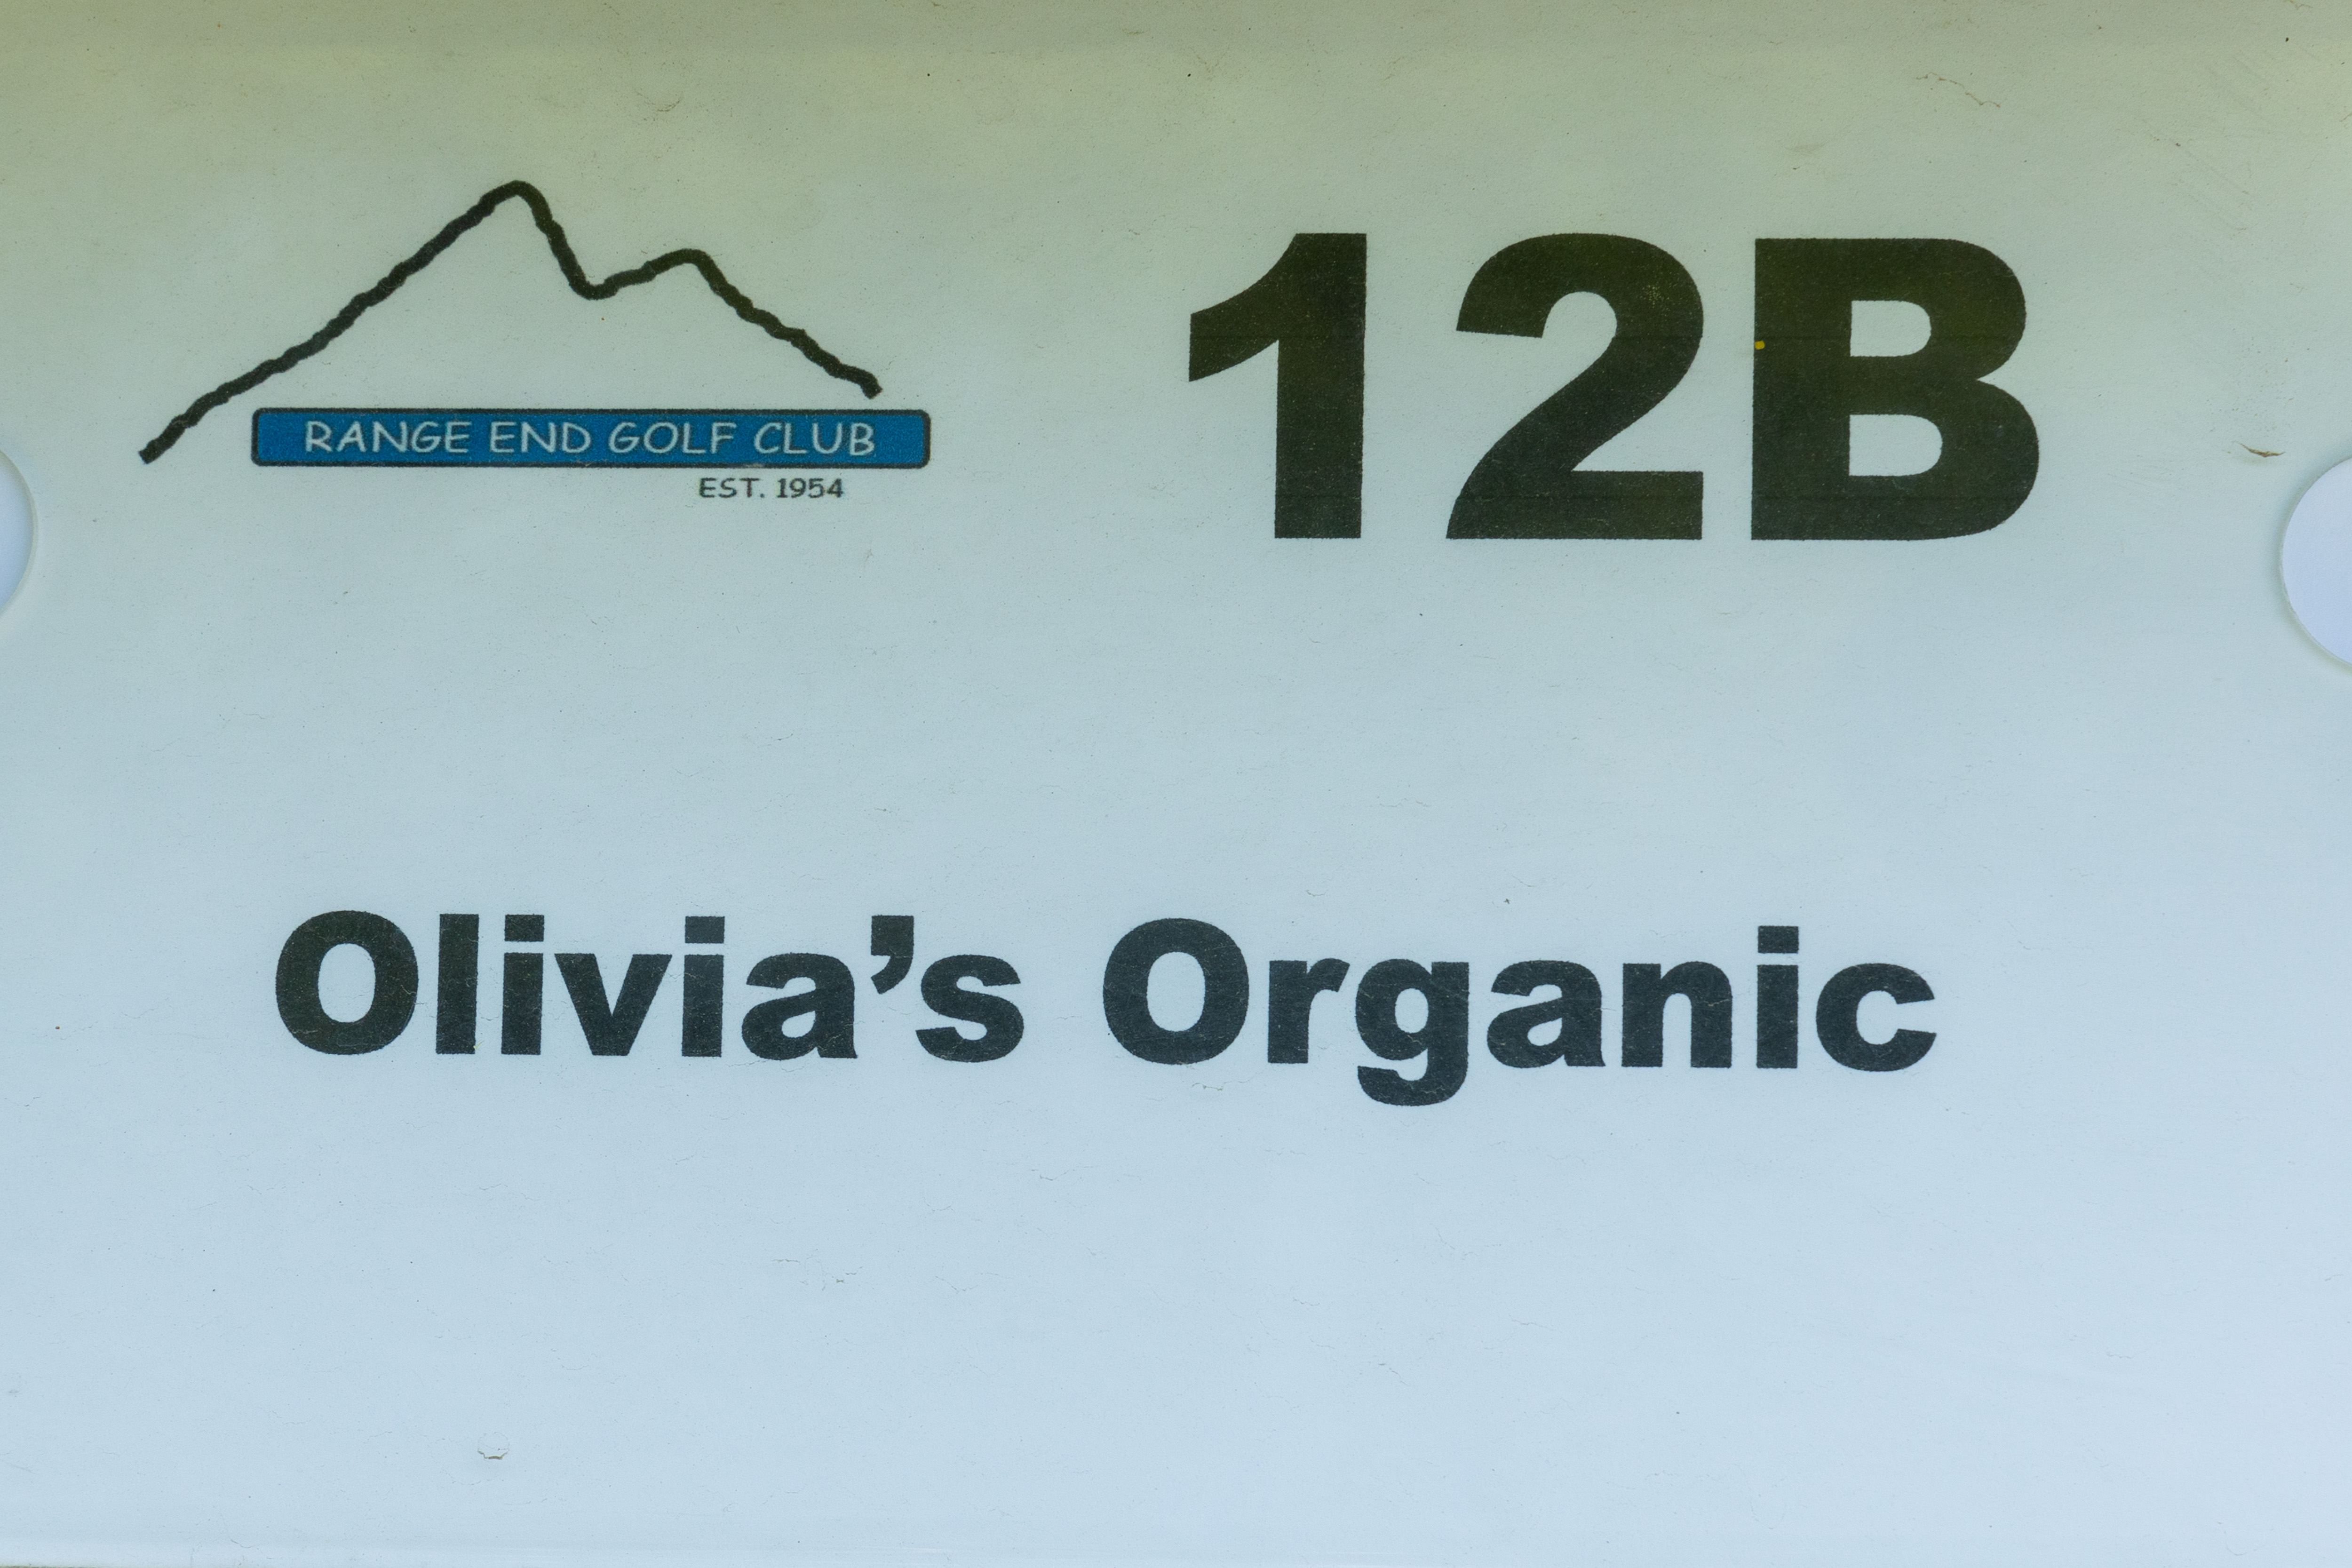 12B
RANGE END GOLF CLUB
EST. 1954
Olivia’s Organic